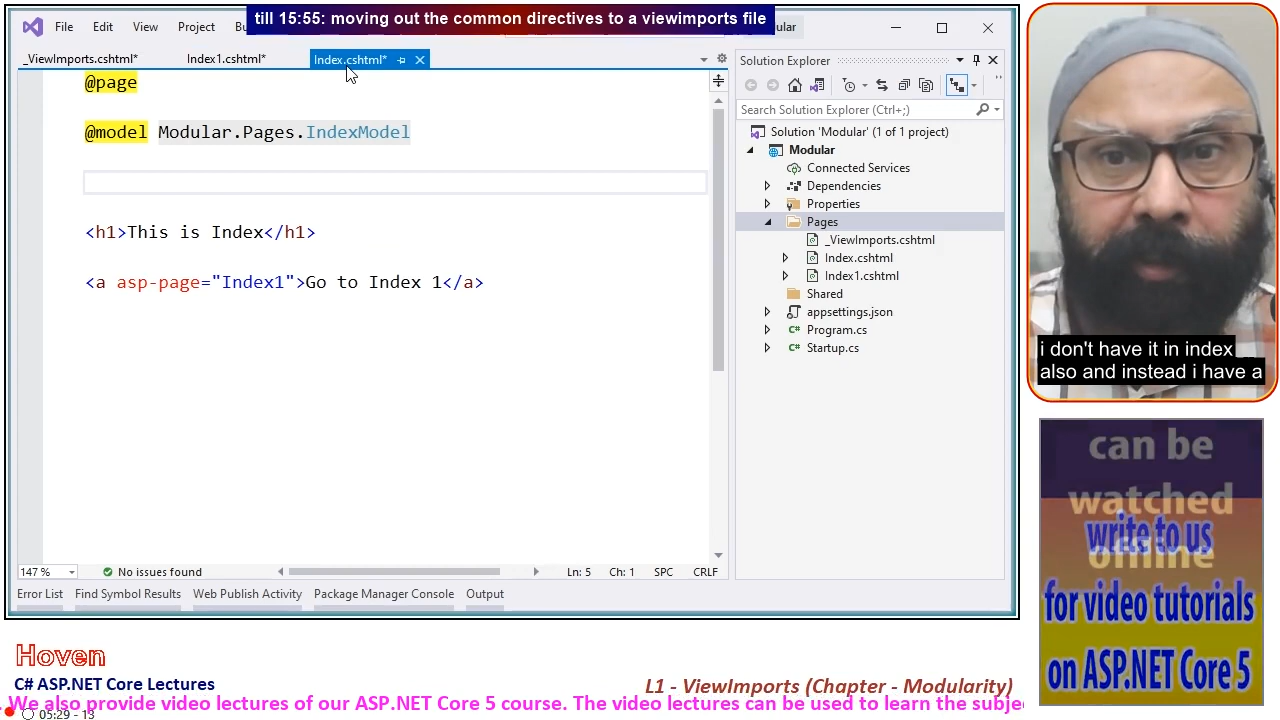 till 15:55: moving out the common directives to a viewimports file
File Edit View Project
ular
_ViewImports.cshtml* Index1.cshtml* Index.cshtml*
@page
@model Modular.Pages.IndexModel
<h1>This is Index</h1>
<a asp-page="Index1">Go to Index 1</a>
147 % No issues found Ln: 5 Ch: 1 SPC CRLF
Error List Find Symbol Results Web Publish Activity Package Manager Console Output
Solution Explorer
Search Solution Explorer (Ctrl+;)
Solution 'Modular' (1 of 1 project)
Modular
Connected Services
Dependencies
Properties
Pages
_ViewImports.cshtml
Index.cshtml
Index1.cshtml
Shared
appsettings.json
C# Program.cs
C# Startup.cs
i don't have it in index
also and instead i have a
can be
watched
offline
write to us
for video tutorials
on ASP.NET Core 5
Hoven
C# ASP.NET Core Lectures
L1 - ViewImports (Chapter - Modularity)
. We also provide video lectures of our ASP.NET Core 5 course. The video lectures can be used to learn the subje
05:29 - 13